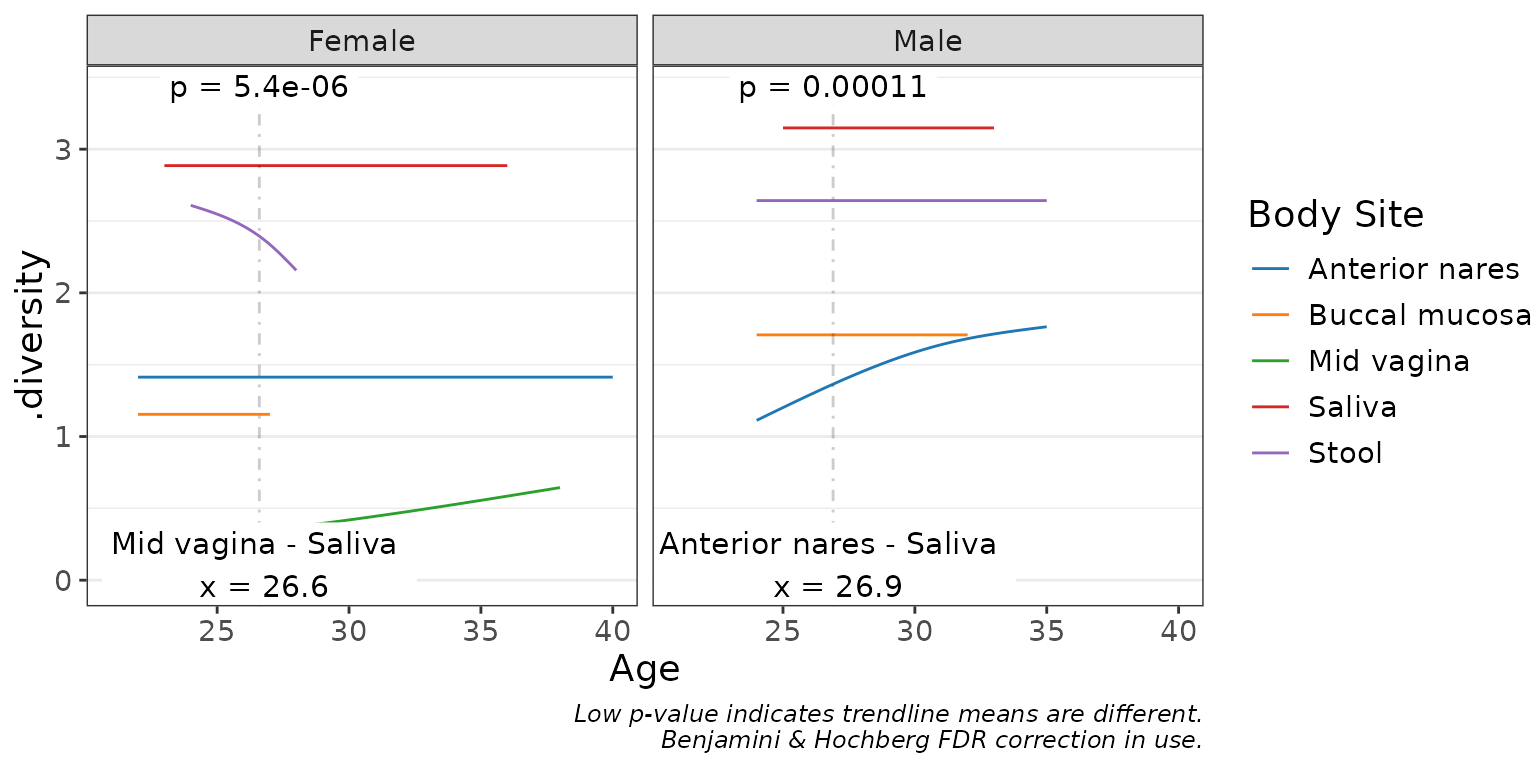 Female
Male
p = 5.4e-06
p = 0.00011
3
2
1
0
.diversity
Mid vagina - Saliva
x = 26.6
Anterior nares - Saliva
x = 26.9
25
30
35
40
25
30
35
40
Age
Body Site
Anterior nares
Buccal mucosa
Mid vagina
Saliva
Stool
Low p-value indicates trendline means are different.
Benjamini & Hochberg FDR correction in use.